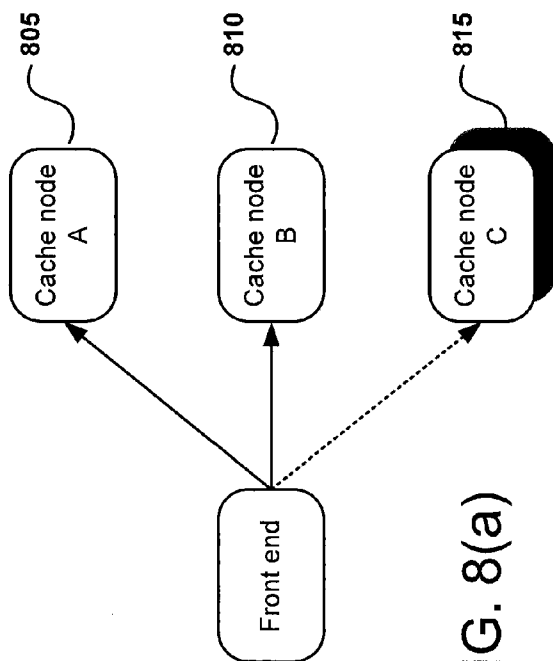 805
Cache node
A
810
Cache node
B
815
Cache node
C
Front end
G. 8(a)